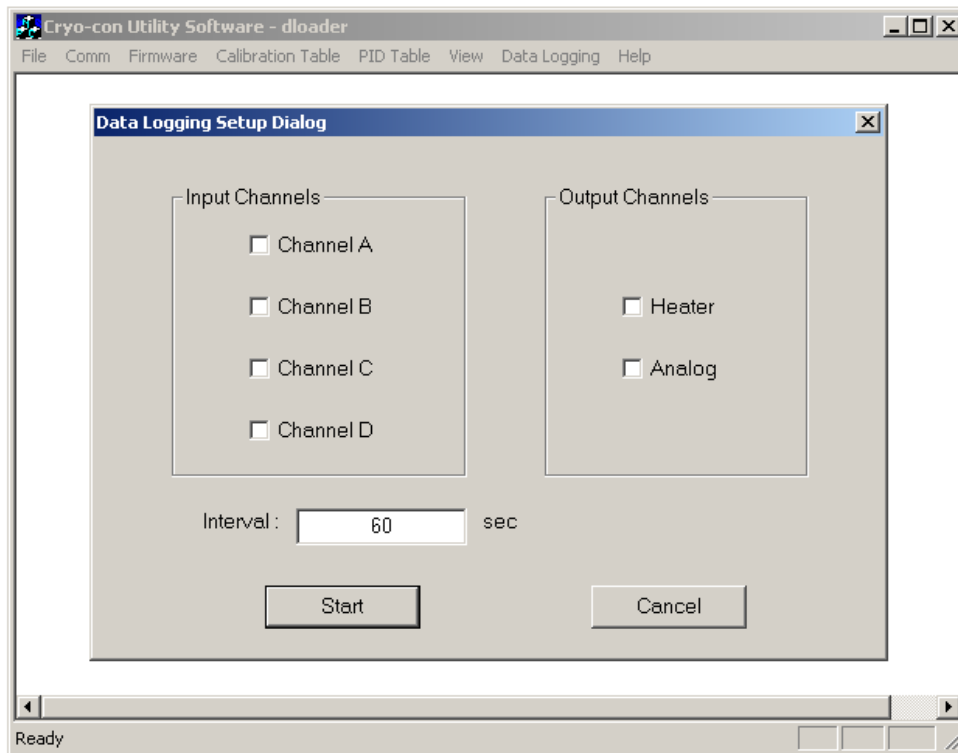 Cryo-con Utility Software - dloader
File Comm Firmware Calibration Table PID Table View Data Logging Help
Data Logging Setup Dialog
Input Channels
Channel A
Channel B
Channel C
Channel D
Output Channels
Heater
Analog
Interval : 60 sec
Start Cancel
Ready